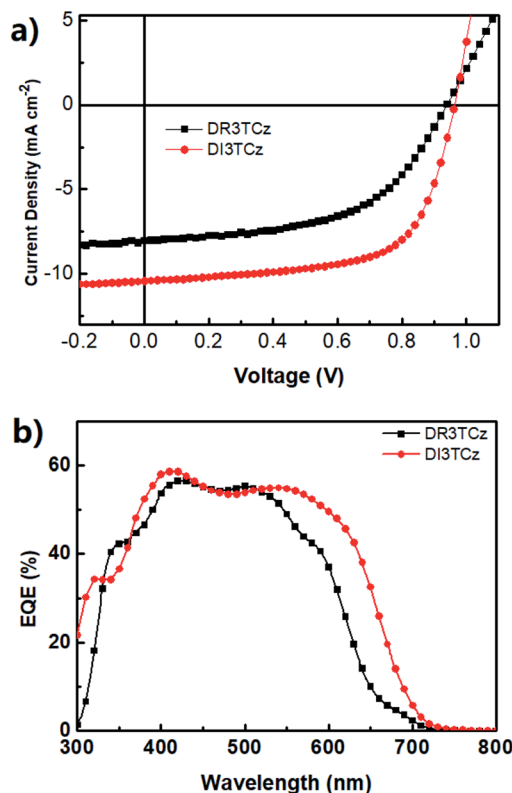 a)
5
0
-5
-10
Current Density (mA cm⁻²)
DR3TCz
DI3TCz
-0.2 0.0 0.2 0.4 0.6 0.8 1.0
Voltage (V)
b)
60
40
20
0
EQE (%)
DR3TCz
DI3TCz
300 400 500 600 700 800
Wavelength (nm)